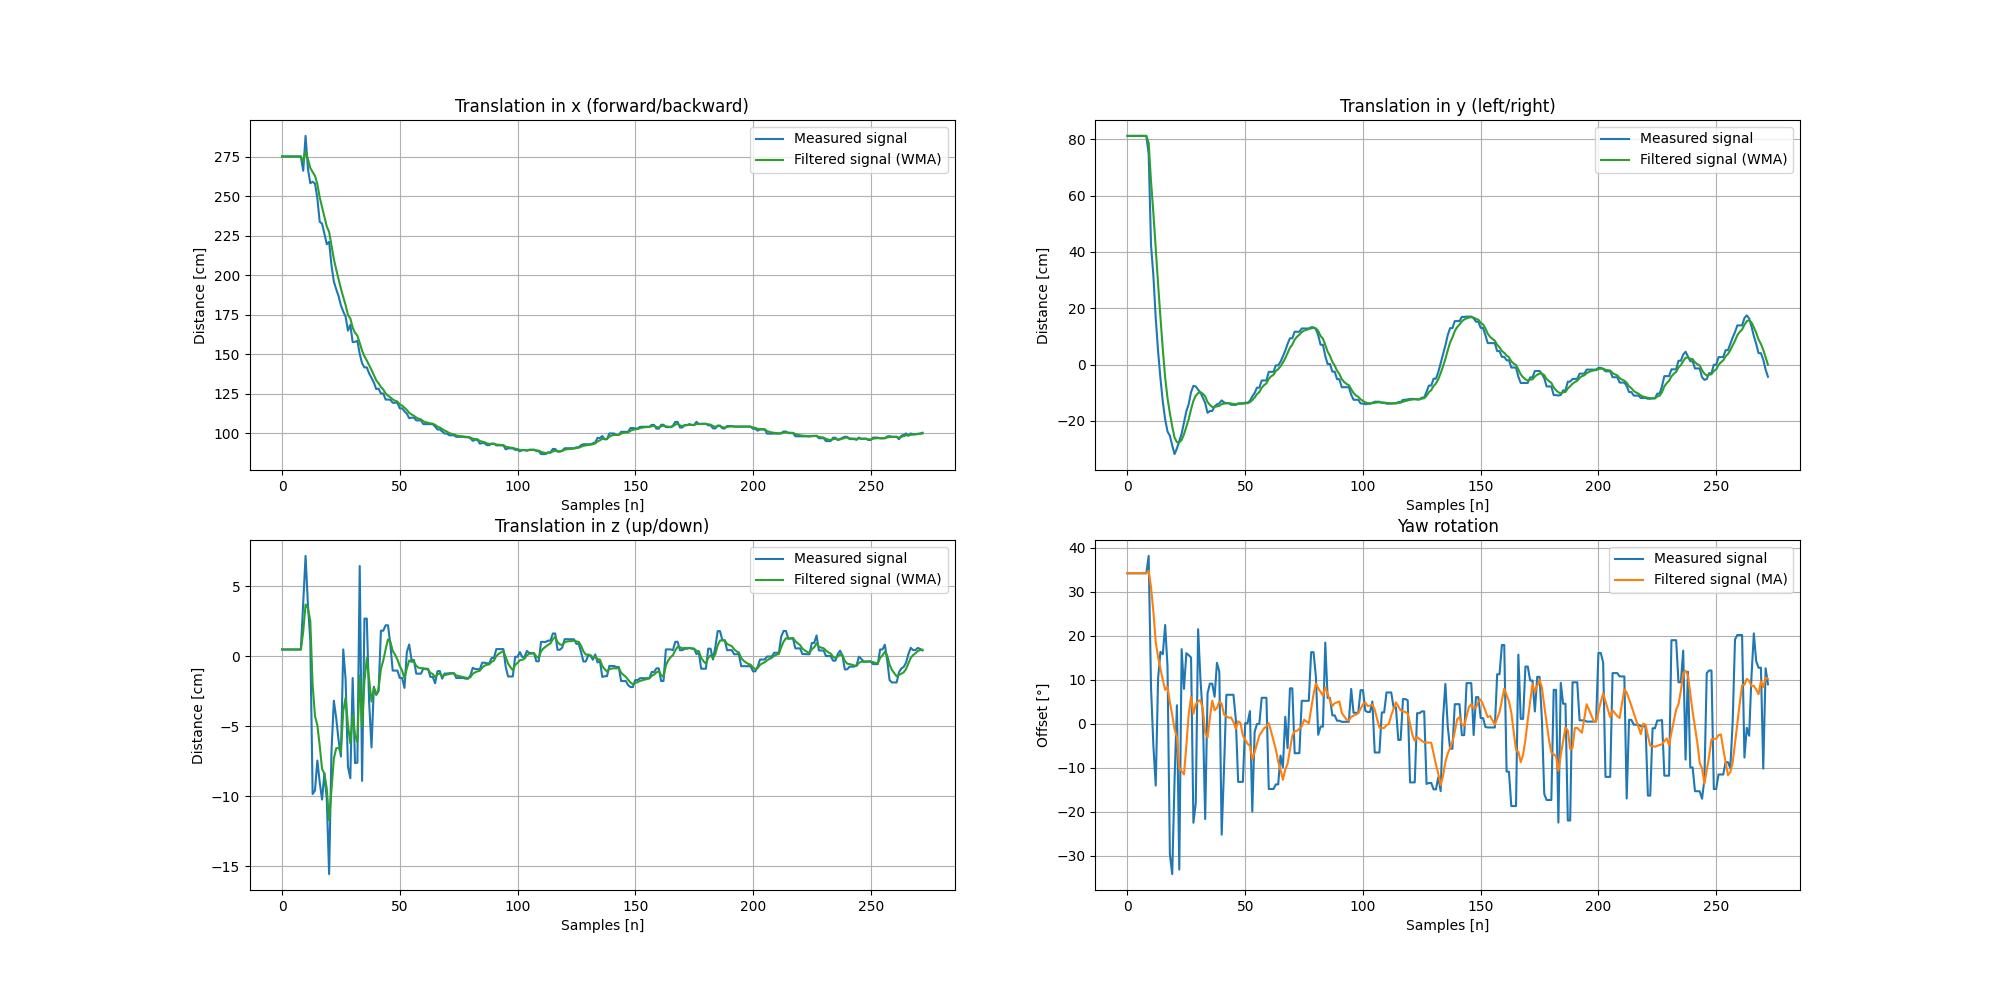 Translation in x (forward/backward)
Distance [cm]
275
250
225
200
175
150
125
100
0 50 100 150 200 250
Samples [n]
Measured signal
Filtered signal (WMA)
Translation in y (left/right)
Distance [cm]
80
60
40
20
0
−20
0 50 100 150 200 250
Samples [n]
Measured signal
Filtered signal (WMA)
Translation in z (up/down)
Distance [cm]
5
0
−5
−10
−15
0 50 100 150 200 250
Samples [n]
Measured signal
Filtered signal (WMA)
Yaw rotation
Offset [°]
40
30
20
10
0
−10
−20
−30
0 50 100 150 200 250
Samples [n]
Measured signal
Filtered signal (MA)